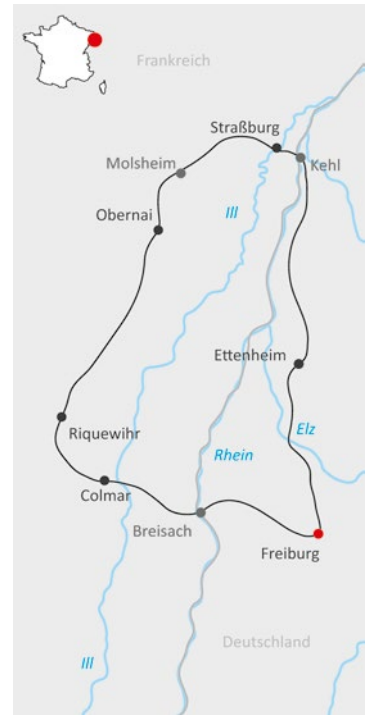 Frankreich
Straßburg
Molsheim
Kehl
Obernai
Ill
Ettenheim
Riquewihr
Elz
Rhein
Colmar
Breisach
Freiburg
Deutschland
Ill